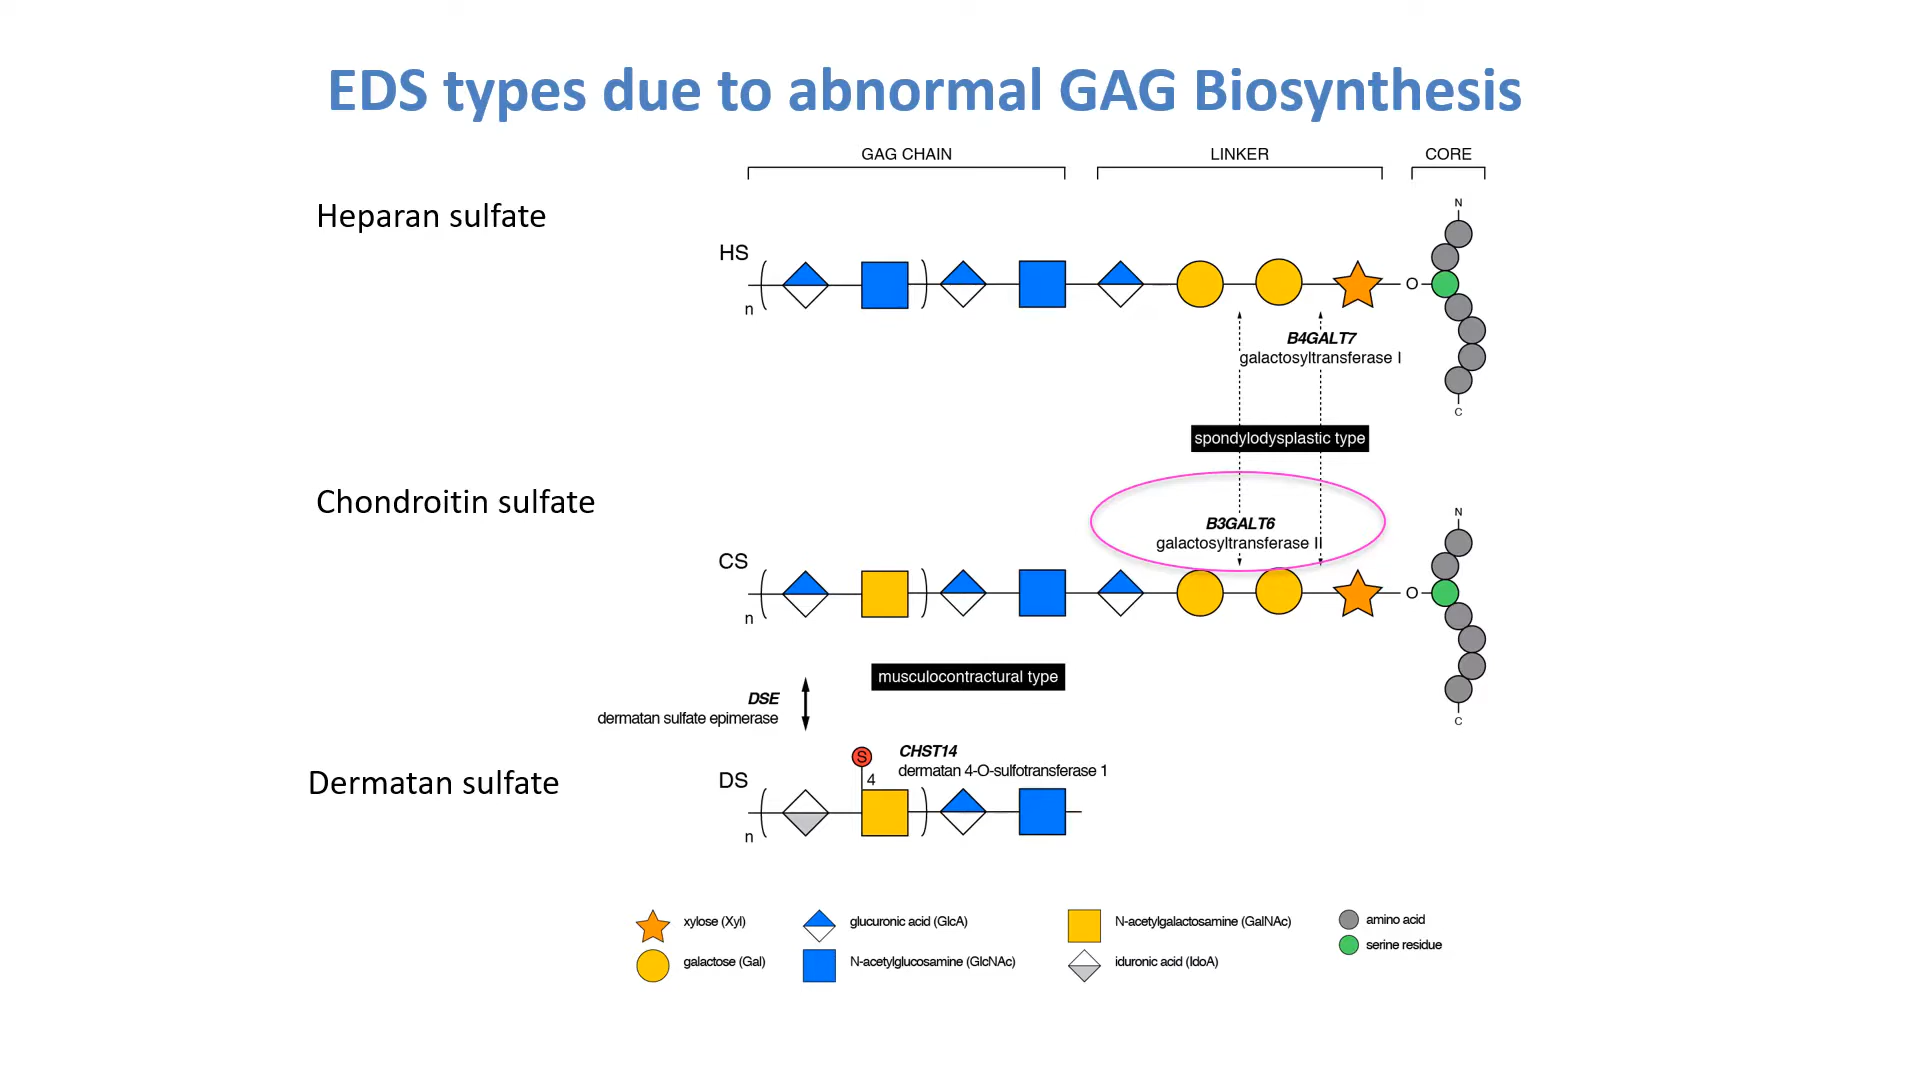 EDS types due to abnormal GAG Biosynthesis
GAG CHAIN
LINKER
CORE
Heparan sulfate
HS
n
O
N
C
B4GALT7
galactosyltransferase I
spondylodysplastic type
Chondroitin sulfate
B3GALT6
galactosyltransferase II
CS
n
O
N
C
musculocontractural type
DSE
dermatan sulfate epimerase
Dermatan sulfate
DS
n
S
4
CHST14
dermatan 4-O-sulfotransferase 1
xylose (Xyl)
glucuronic acid (GlcA)
N-acetylgalactosamine (GalNAc)
amino acid
serine residue
galactose (Gal)
N-acetylglucosamine (GlcNAc)
iduronic acid (IdoA)